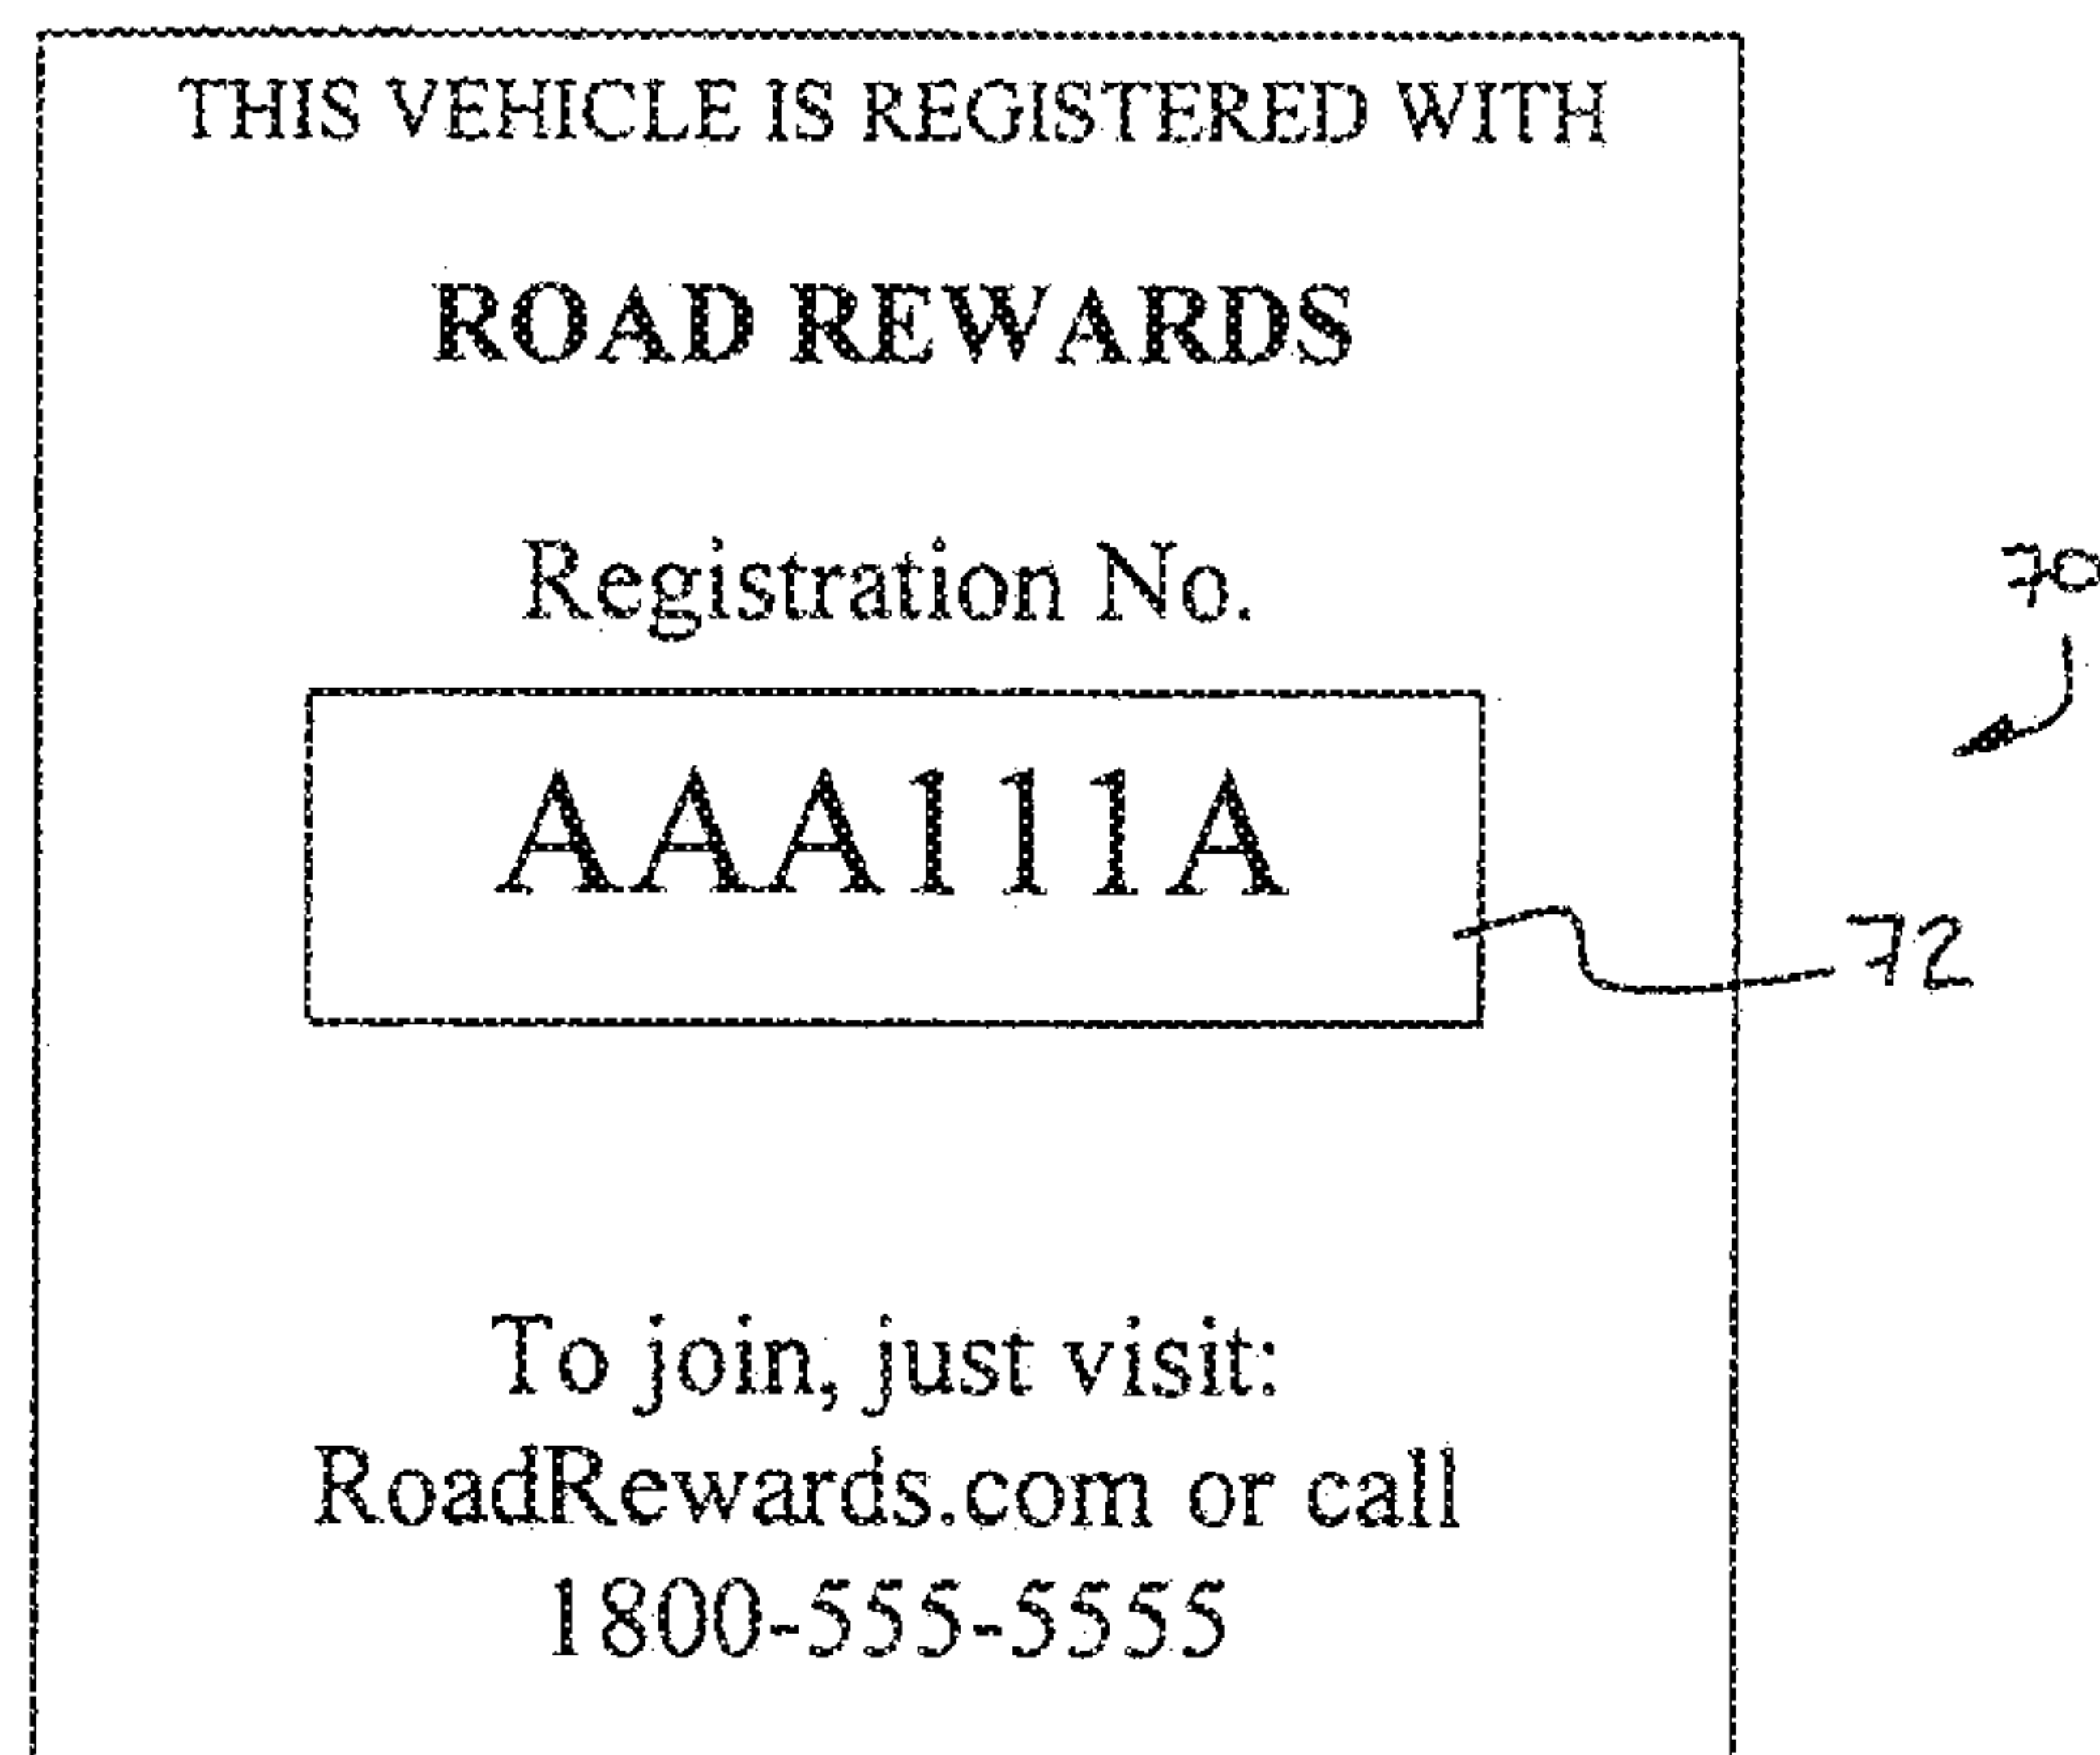 THIS VEHICLE IS REGISTERED WITH
ROAD REWARDS
Registration No.
70
AAA111A
72
To join, just visit:
RoadRewards.com or call
1800-555-5555